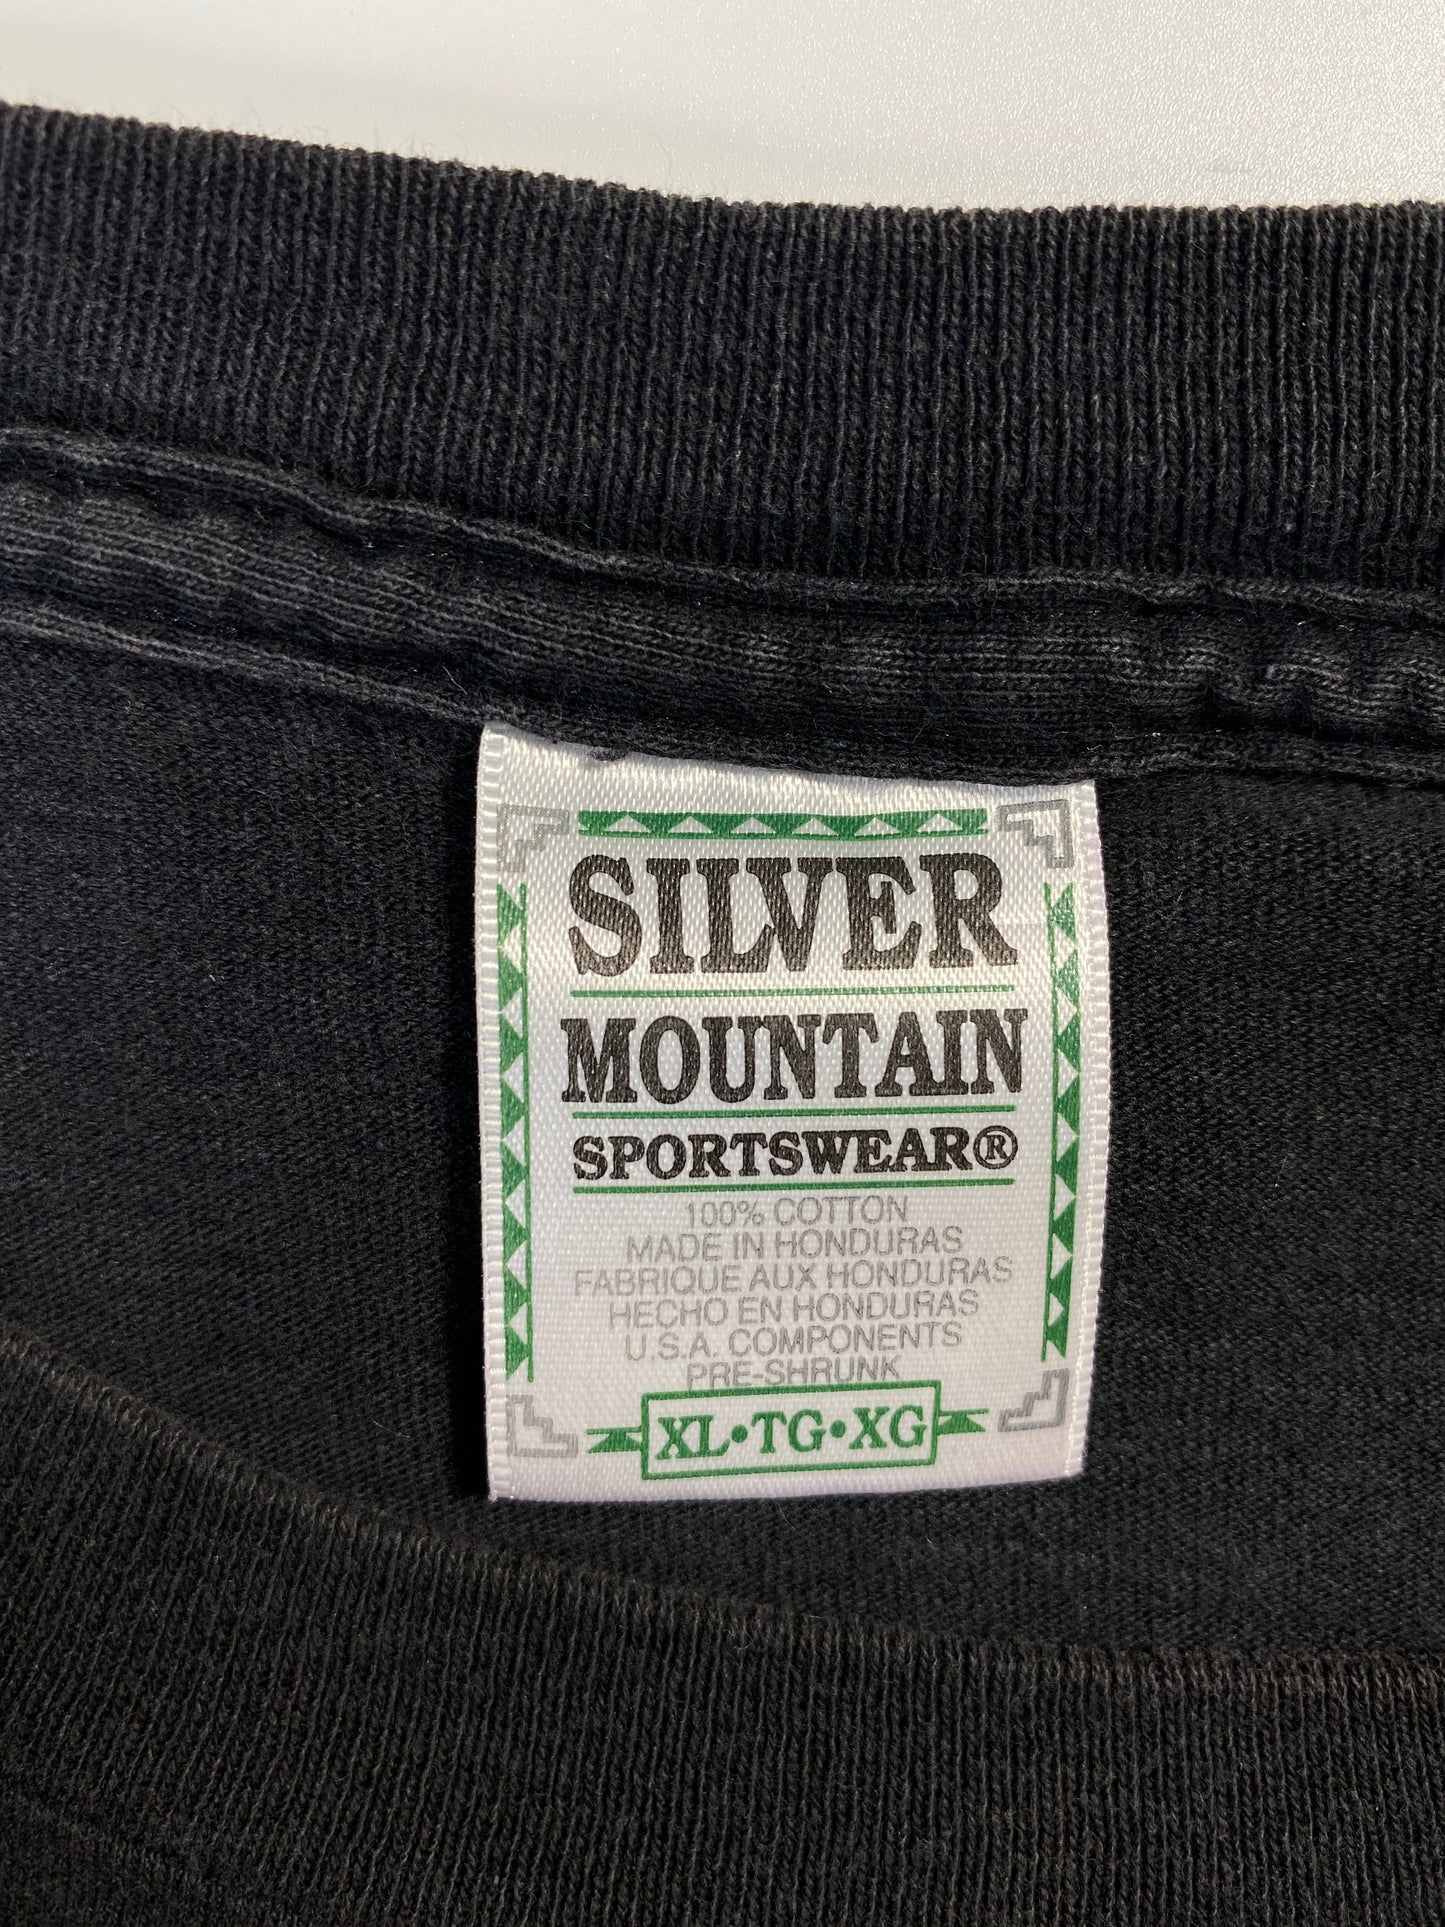 SILVER
MOUNTAIN
SPORTSWEAR®
100% COTTON
MADE IN HONDURAS
FABRIQUE AUX HONDURAS
HECHO EN HONDURAS
U.S.A. COMPONENTS
PRE-SHRUNK
XL•TG•XG